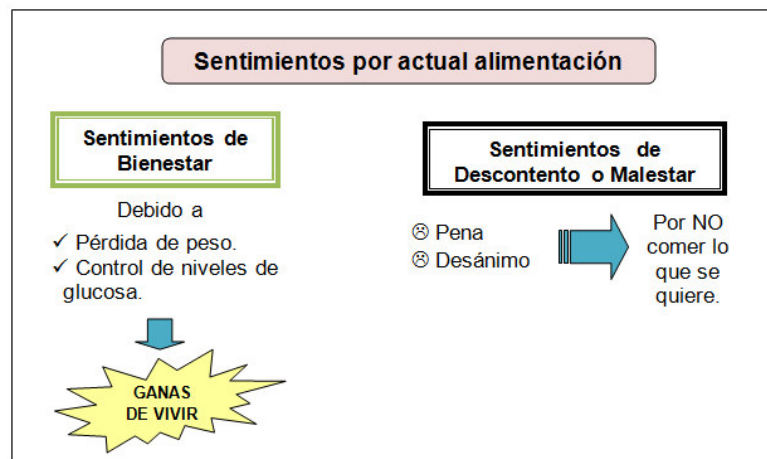 Sentimientos por actual alimentación
Sentimientos de
Bienestar
Debido a
✓ Pérdida de peso.
✓ Control de niveles de
glucosa.
GANAS
DE VIVIR
Sentimientos de
Descontento o Malestar
☹ Pena
☹ Desánimo
Por NO
comer lo
que se
quiere.